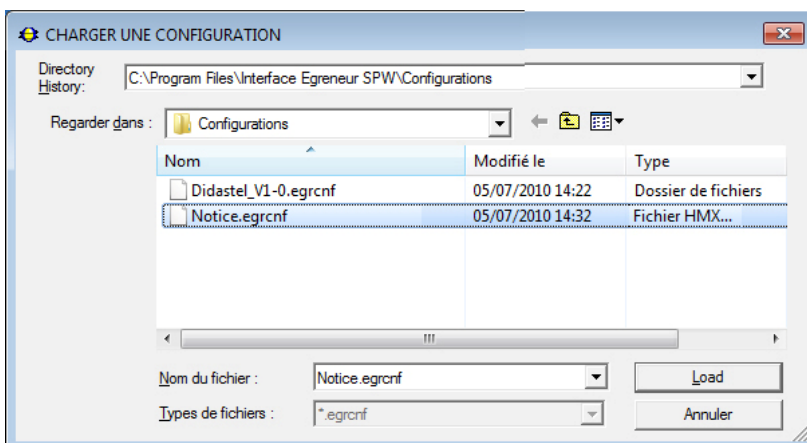 CHARGER UNE CONFIGURATION
Directory History: C:\Program Files\Interface Egreneur SPW\Configurations
Regarder dans : Configurations
Nom Modifié le Type
Didastel_V1-0.egrcnf 05/07/2010 14:22 Dossier de fichiers
Notice.egrcnf 05/07/2010 14:32 Fichier HMX...
Nom du fichier : Notice.egrcnf Load
Types de fichiers : *.egrcnf Annuler